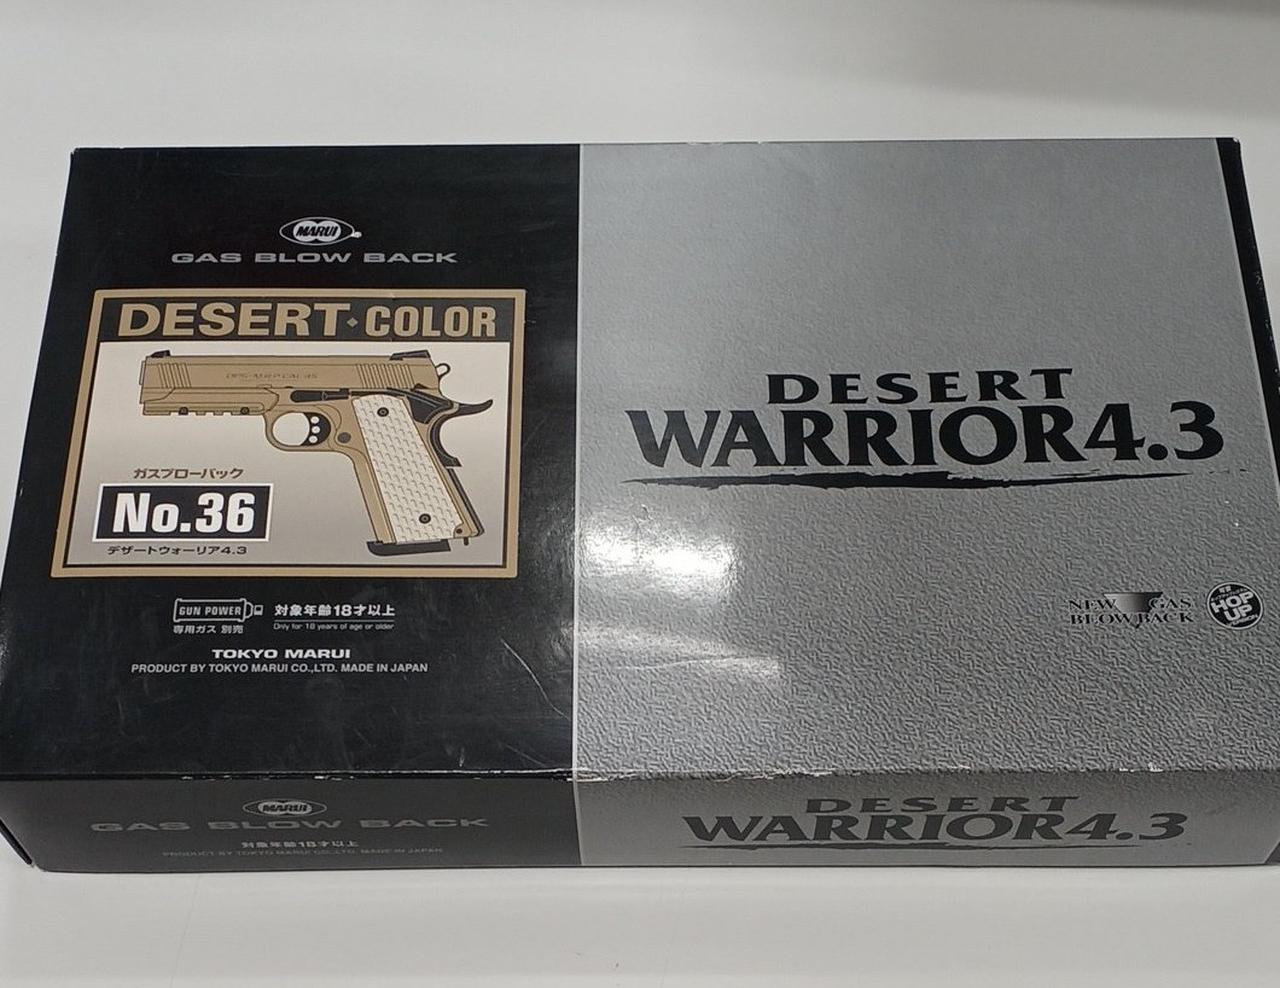 MARUI
GAS BLOW BACK
DESERT COLOR
ガスブローバック
No.36
デザートウォーリア4.3
GUN POWER
専用ガス 別売
対象年齢18才以上
Only for 18 years of age or older
TOKYO MARUI
PRODUCT BY TOKYO MARUI CO.,LTD. MADE IN JAPAN
DESERT
WARRIOR4.3
NEW GAS
BLOWBACK
HOP
UP
MARUI
GAS BLOW BACK
対象年齢18才以上
PRODUCT BY TOKYO MARUI CO.,LTD. MADE IN JAPAN
DESERT
WARRIOR4.3